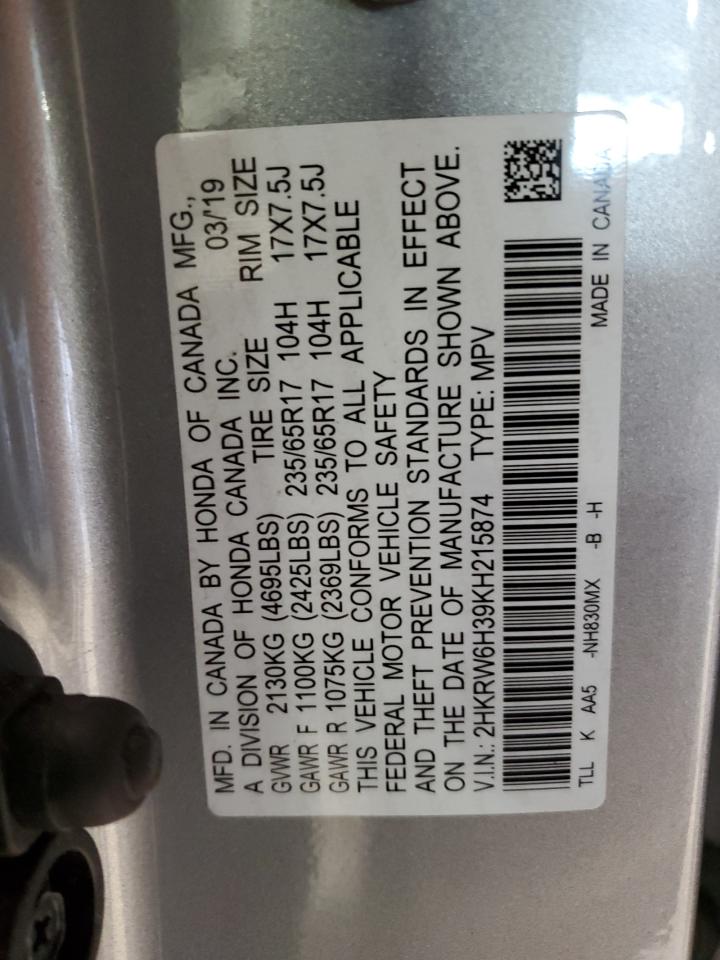 MFD. IN CANADA BY HONDA OF CANADA MFG.,
A DIVISION OF HONDA CANADA INC. 03/'19
GVWR 2130KG (4695LBS) TIRE SIZE RIM SIZE
GAWR F 1100KG (2425LBS) 235/65R17 104H 17X7.5J
GAWR R 1075KG (2369LBS) 235/65R17 104H 17X7.5J
THIS VEHICLE CONFORMS TO ALL APPLICABLE
FEDERAL MOTOR VEHICLE SAFETY
AND THEFT PREVENTION STANDARDS IN EFFECT
ON THE DATE OF MANUFACTURE SHOWN ABOVE.
V.I.N.: 2HKRW6H39KH215874 TYPE: MPV
TLL K AA5 -NH830MX -B -H MADE IN CANADA